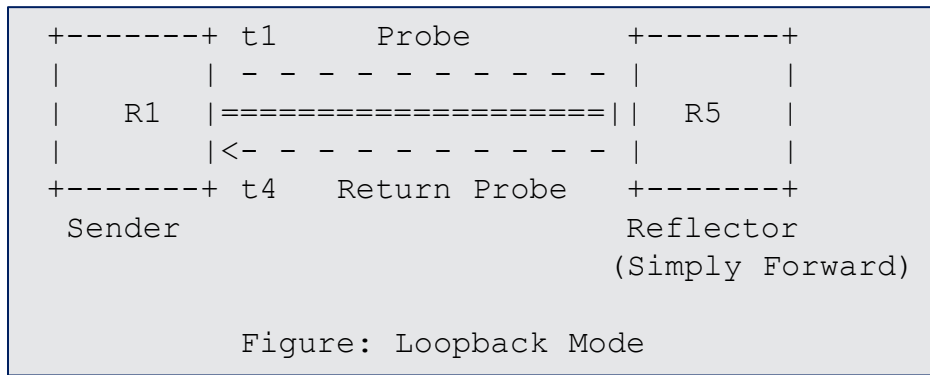 +-------+ t1     Probe        +-------+
|       | - - - - - - - - - - |       |
|   R1  |====================||  R5   |
|       |<- - - - - - - - - - |       |
+-------+ t4   Return Probe   +-------+
 Sender                       Reflector
                             (Simply Forward)
          Figure: Loopback Mode